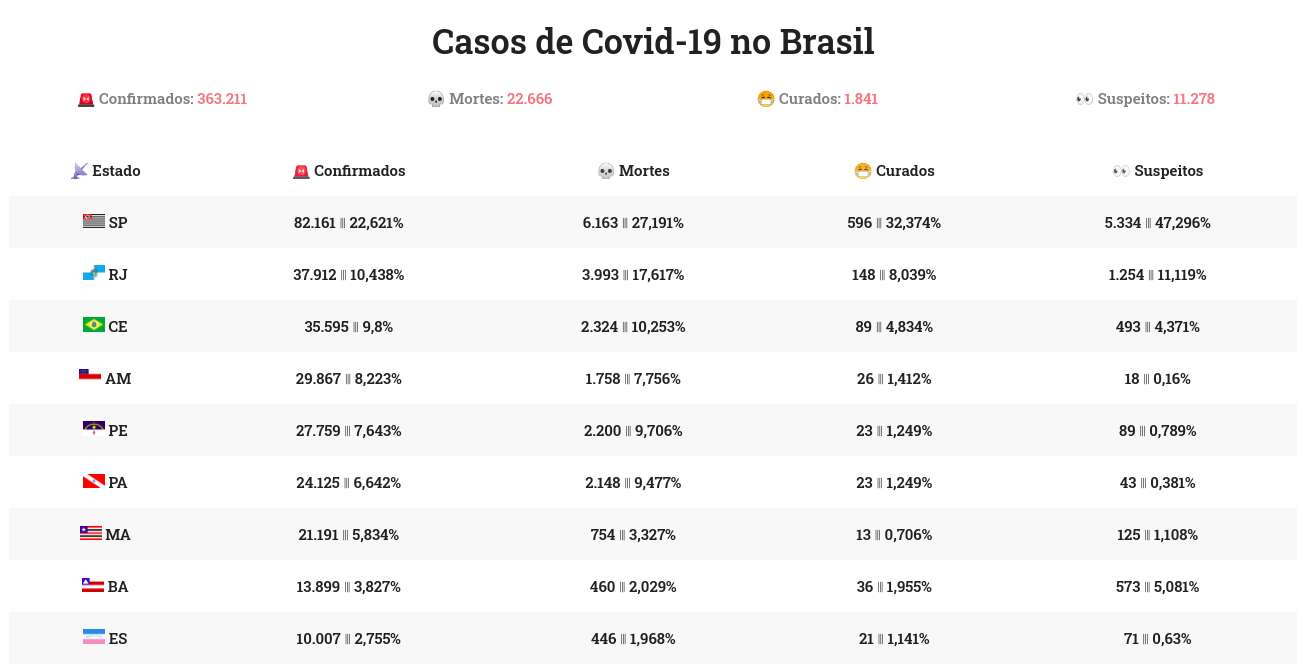 Casos de Covid-19 no Brasil
Confirmados: 363.211 Mortes: 22.666 Curados: 1.841 Suspeitos: 11.278
Estado Confirmados Mortes Curados Suspeitos
SP 82.161 || 22,621% 6.163 || 27,191% 596 || 32,374% 5.334 || 47,296%
RJ 37.912 || 10,438% 3.993 || 17,617% 148 || 8,039% 1.254 || 11,119%
CE 35.595 || 9,8% 2.324 || 10,253% 89 || 4,834% 493 || 4,371%
AM 29.867 || 8,223% 1.758 || 7,756% 26 || 1,412% 18 || 0,16%
PE 27.759 || 7,643% 2.200 || 9,706% 23 || 1,249% 89 || 0,789%
PA 24.125 || 6,642% 2.148 || 9,477% 23 || 1,249% 43 || 0,381%
MA 21.191 || 5,834% 754 || 3,327% 13 || 0,706% 125 || 1,108%
BA 13.899 || 3,827% 460 || 2,029% 36 || 1,955% 573 || 5,081%
ES 10.007 || 2,755% 446 || 1,968% 21 || 1,141% 71 || 0,63%